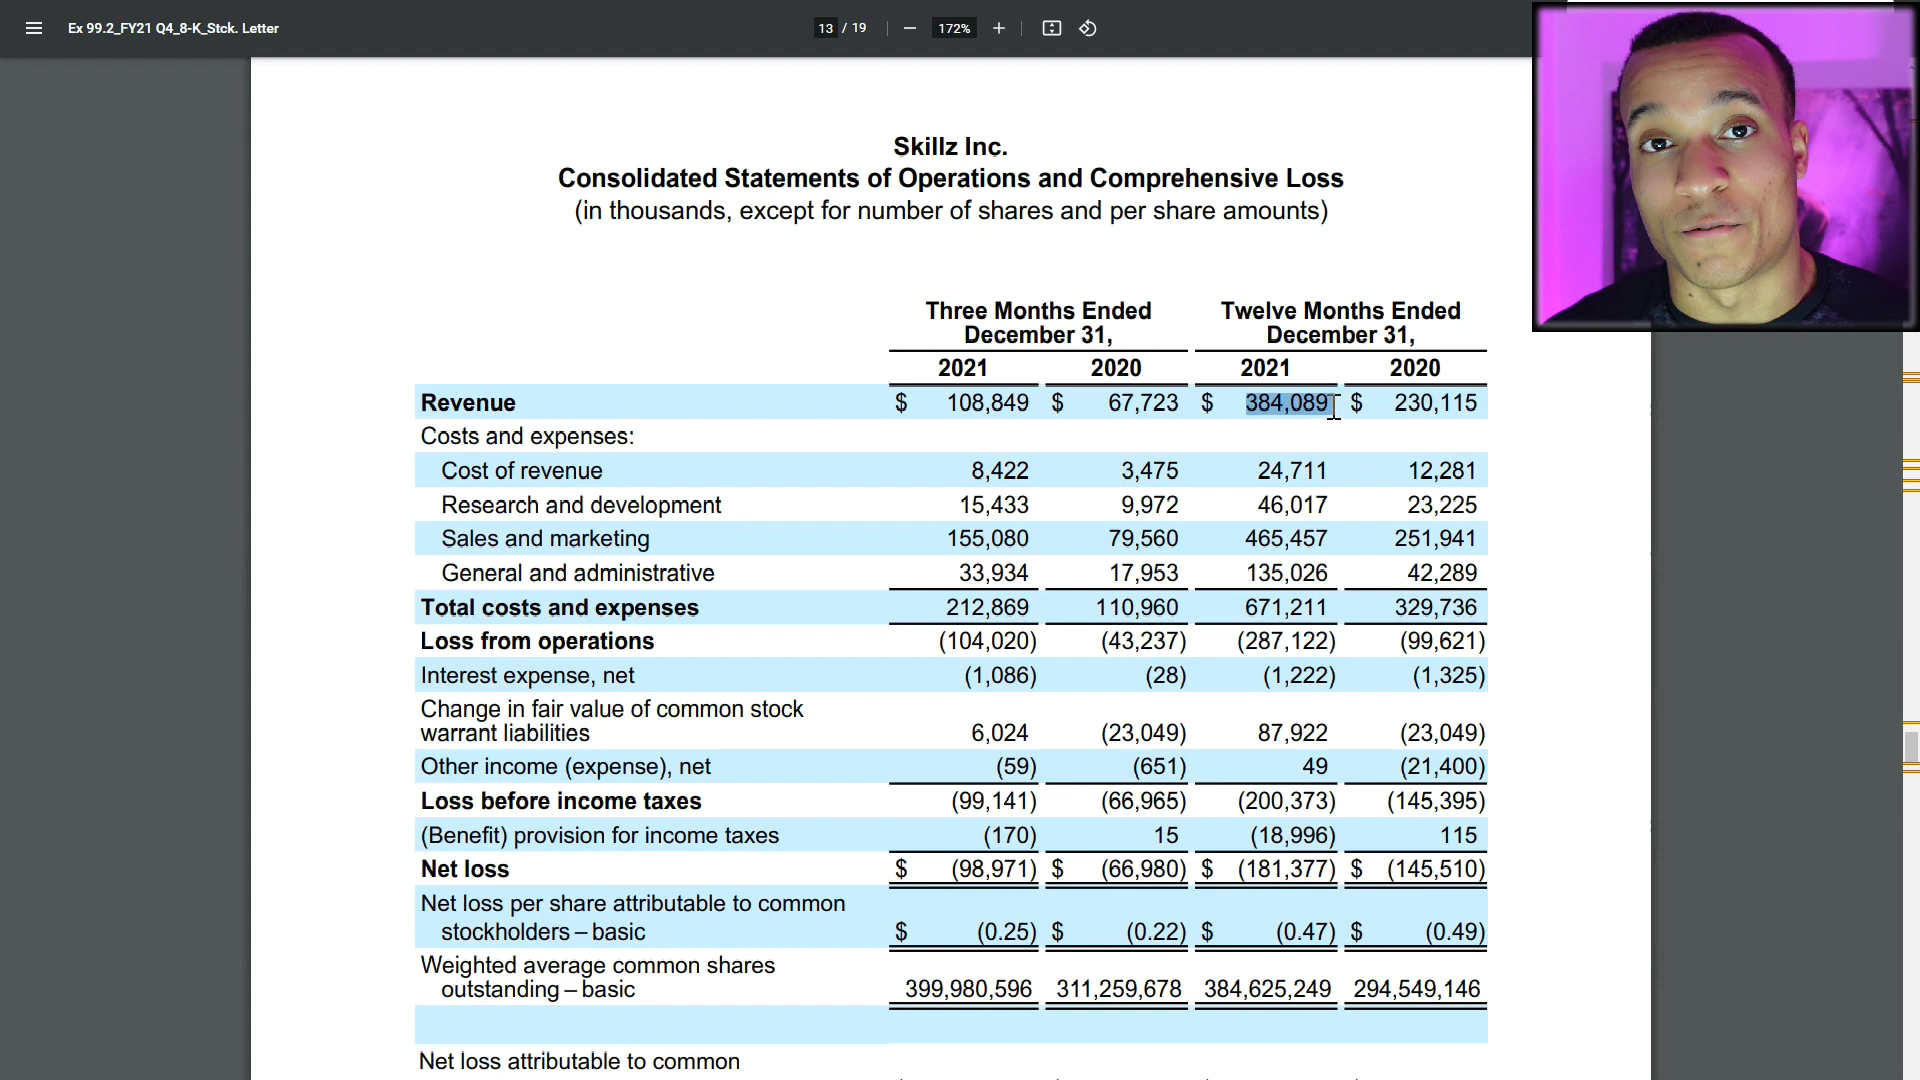 Ex 99.2_FY21 Q4_8-K_Stck. Letter
13 / 19
172%
Skillz Inc.
Consolidated Statements of Operations and Comprehensive Loss
(in thousands, except for number of shares and per share amounts)
Three Months Ended December 31, Twelve Months Ended December 31,
2021 2020 2021 2020
Revenue $ 108,849 $ 67,723 $ 384,089 $ 230,115
Costs and expenses:
Cost of revenue 8,422 3,475 24,711 12,281
Research and development 15,433 9,972 46,017 23,225
Sales and marketing 155,080 79,560 465,457 251,941
General and administrative 33,934 17,953 135,026 42,289
Total costs and expenses 212,869 110,960 671,211 329,736
Loss from operations (104,020) (43,237) (287,122) (99,621)
Interest expense, net (1,086) (28) (1,222) (1,325)
Change in fair value of common stock
warrant liabilities 6,024 (23,049) 87,922 (23,049)
Other income (expense), net (59) (651) 49 (21,400)
Loss before income taxes (99,141) (66,965) (200,373) (145,395)
(Benefit) provision for income taxes (170) 15 (18,996) 115
Net loss $ (98,971) $ (66,980) $ (181,377) $ (145,510)
Net loss per share attributable to common
stockholders – basic $ (0.25) $ (0.22) $ (0.47) $ (0.49)
Weighted average common shares
outstanding – basic 399,980,596 311,259,678 384,625,249 294,549,146
Net loss attributable to common